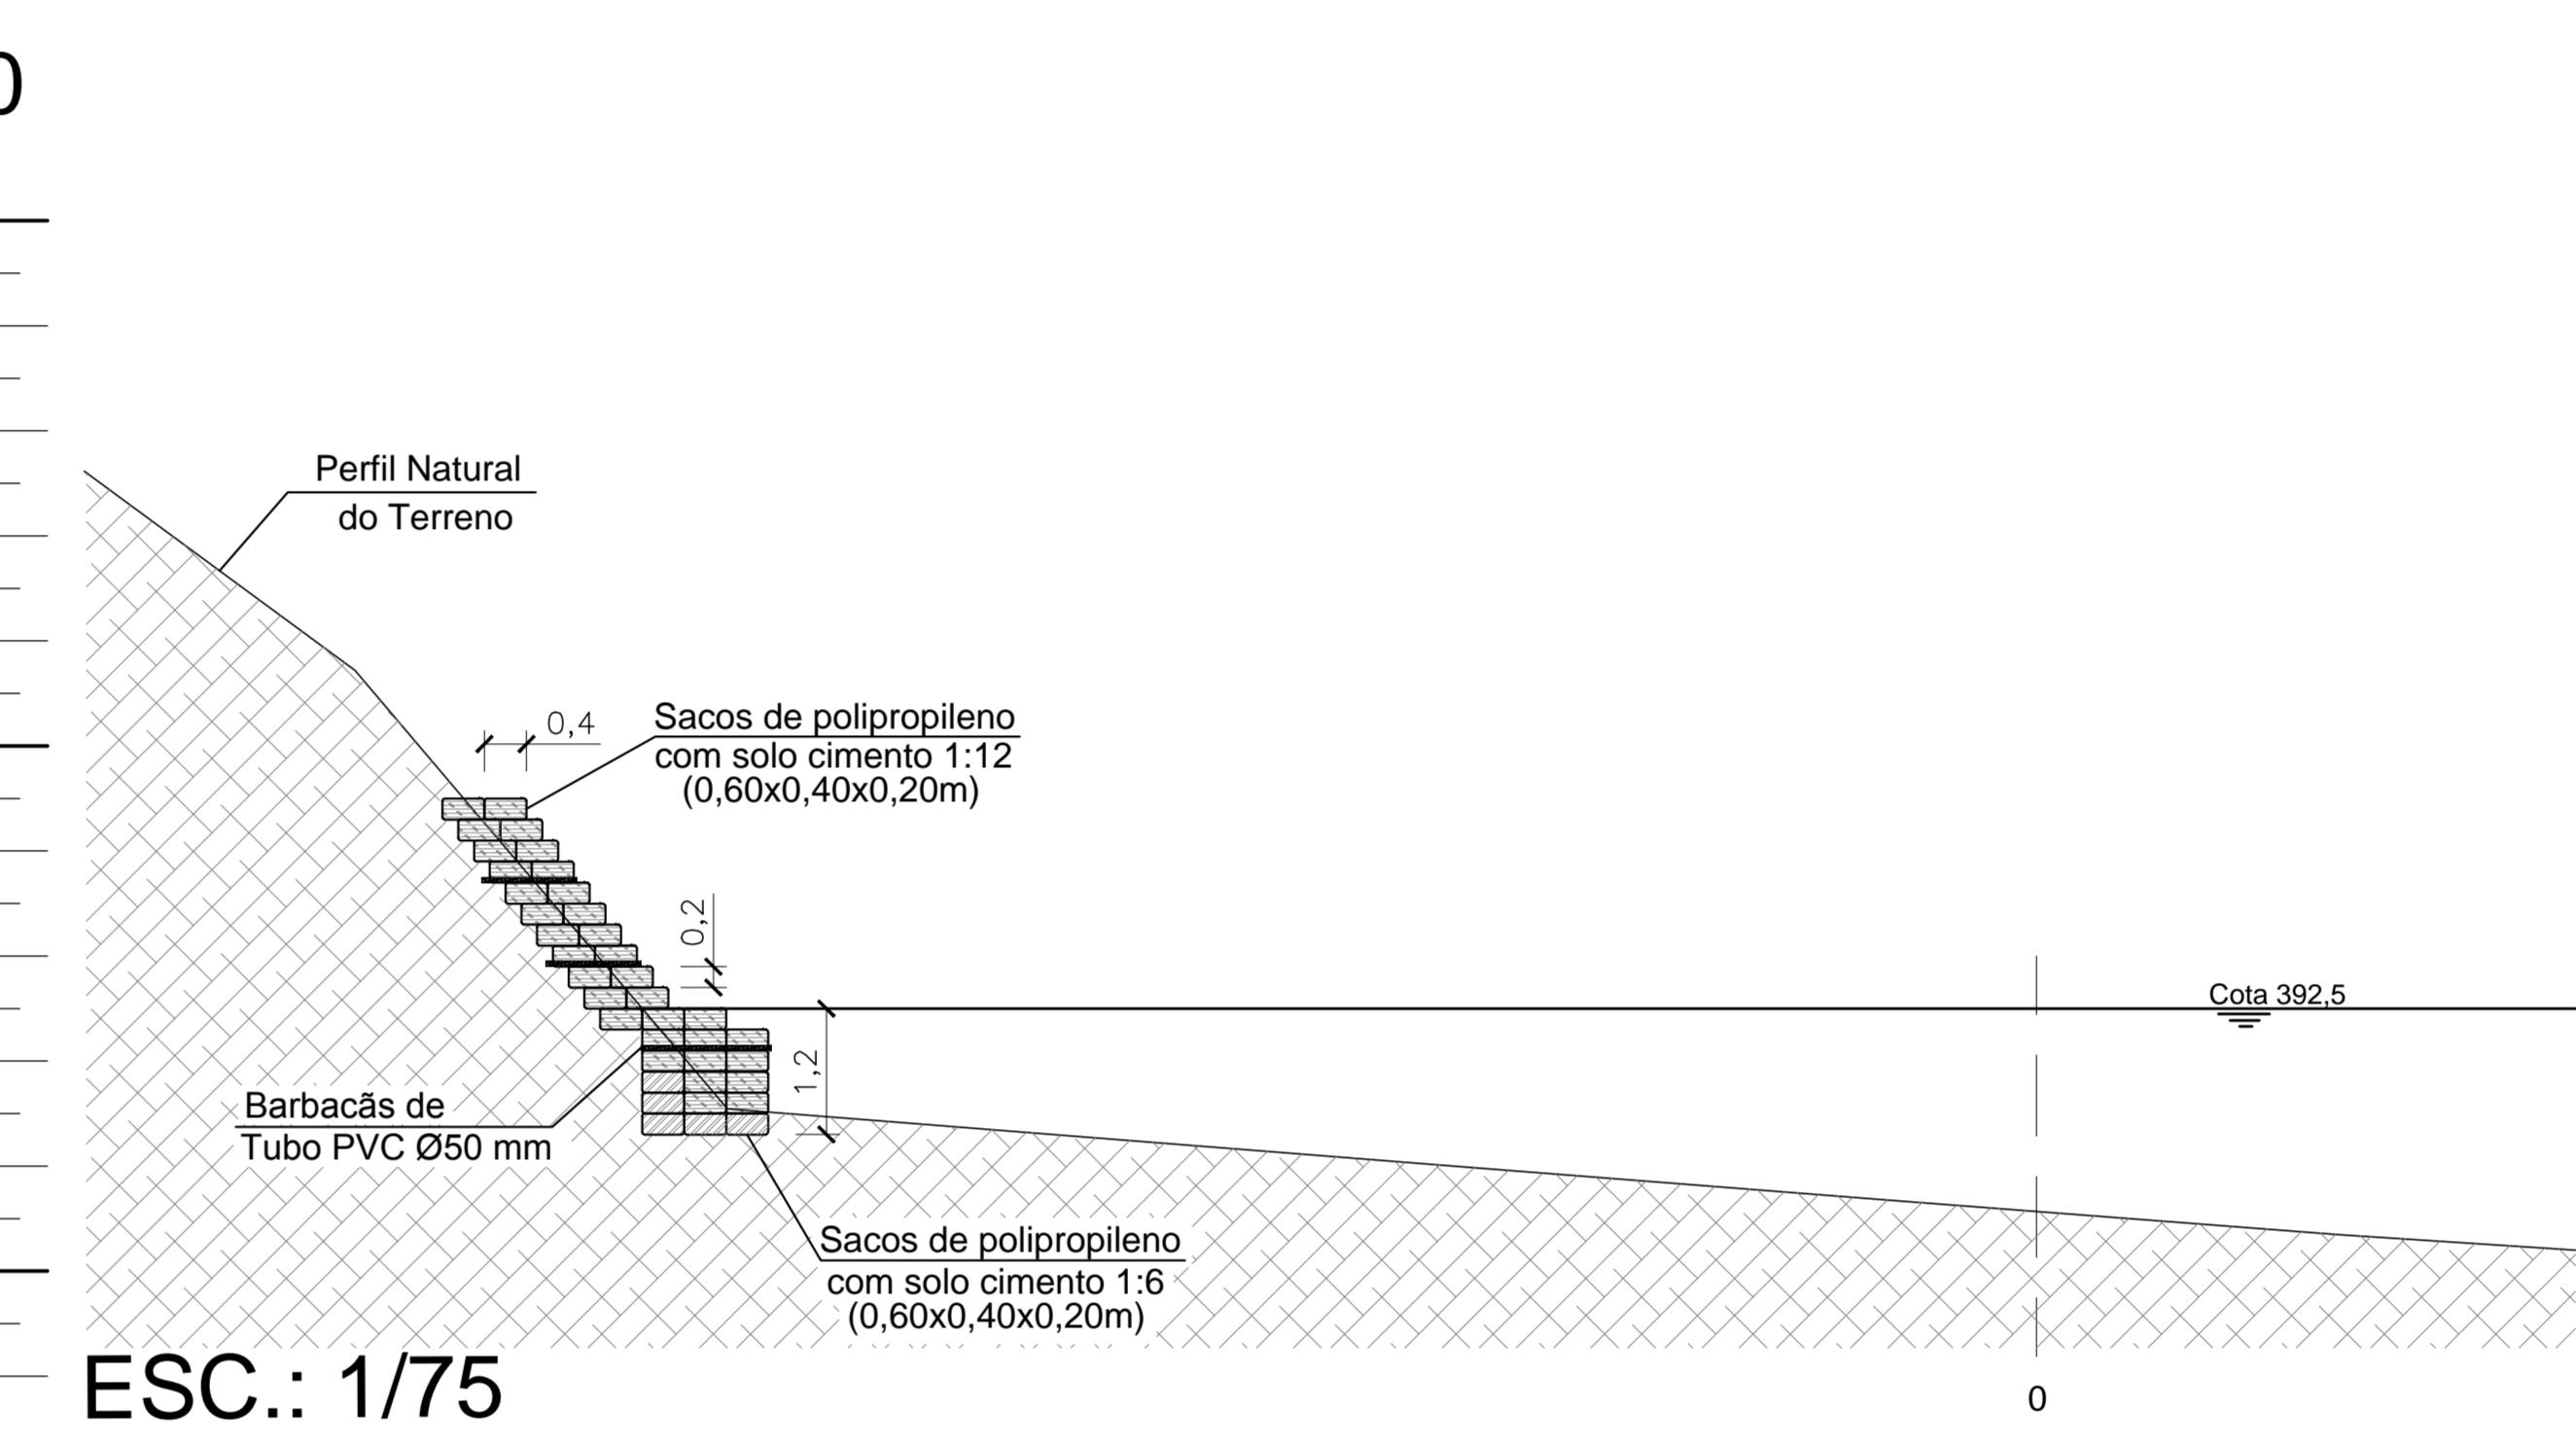 0
Perfil Natural
do Terreno
0,4
Sacos de polipropileno
com solo cimento 1:12
(0,60x0,40x0,20m)
0,2
Cota 392,5
1,2
Barbacãs de
Tubo PVC Ø50 mm
Sacos de polipropileno
com solo cimento 1:6
(0,60x0,40x0,20m)
ESC.: 1/75
0